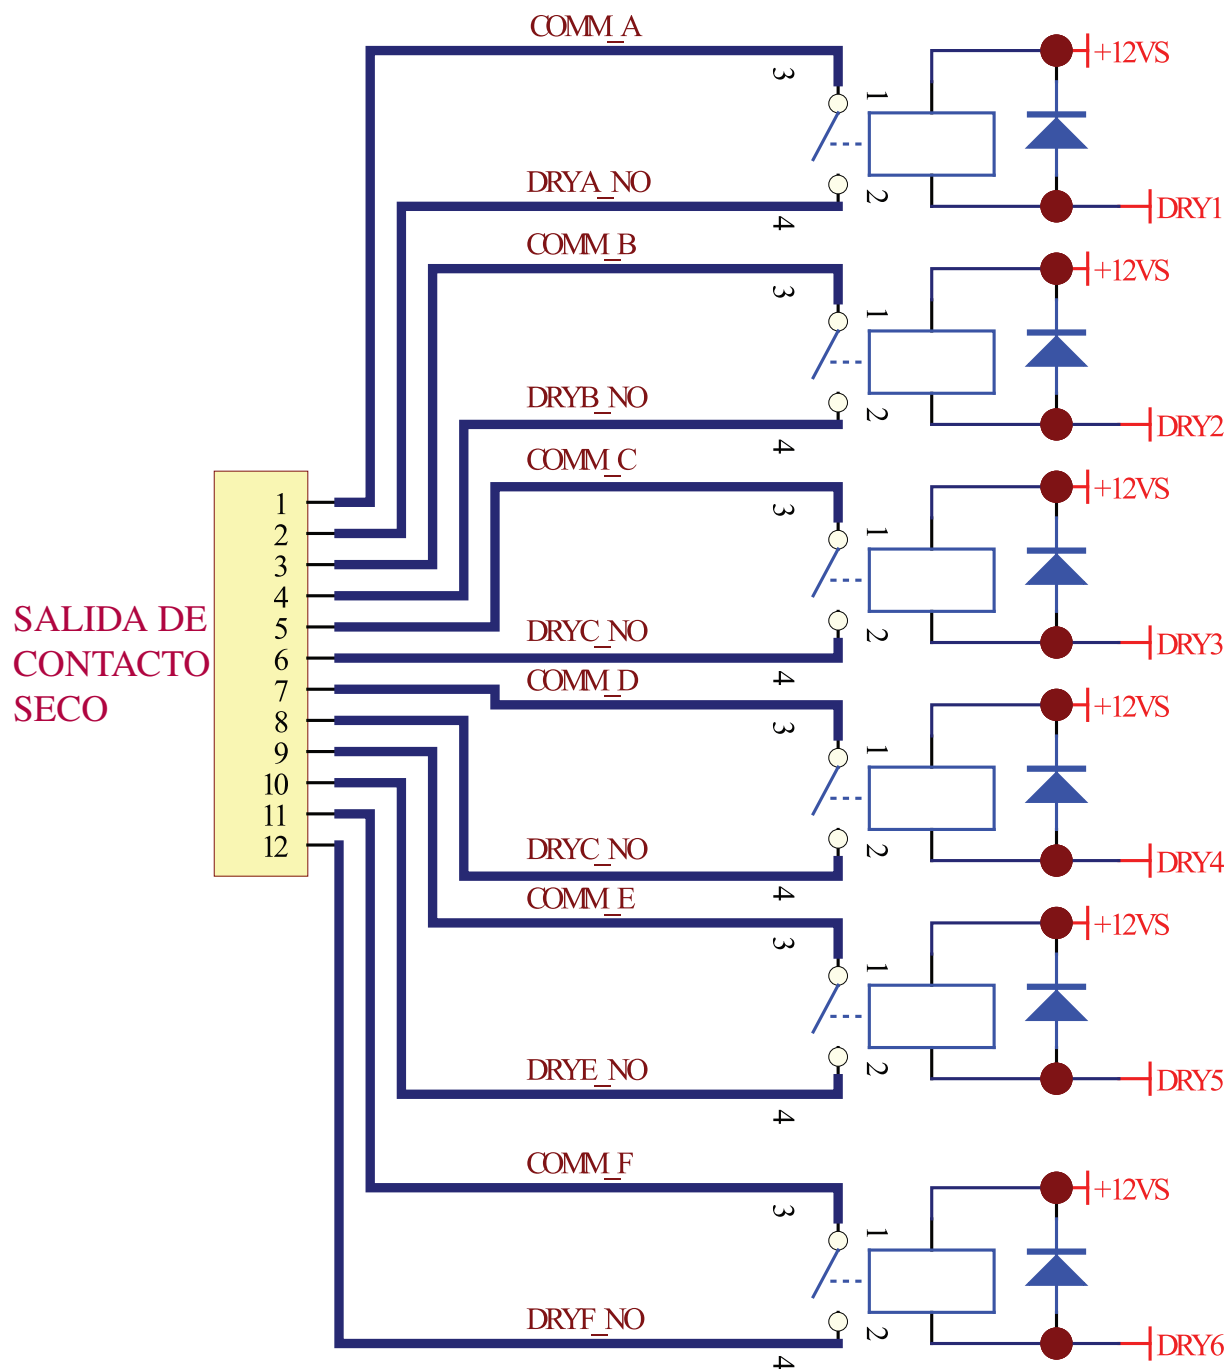 COMM_A
3
1
+12VS
DRYA_NO
4
2
DRY1
COMM_B
3
1
+12VS
DRYB_NO
4
2
DRY2
COMM_C
3
1
+12VS
DRYC_NO
4
2
DRY3
COMM_D
3
1
+12VS
DRYC_NO
4
2
DRY4
COMM_E
3
1
+12VS
DRYE_NO
4
2
DRY5
COMM_F
3
1
+12VS
DRYF_NO
4
2
DRY6
SALIDA DE
CONTACTO
SECO
1
2
3
4
5
6
7
8
9
10
11
12